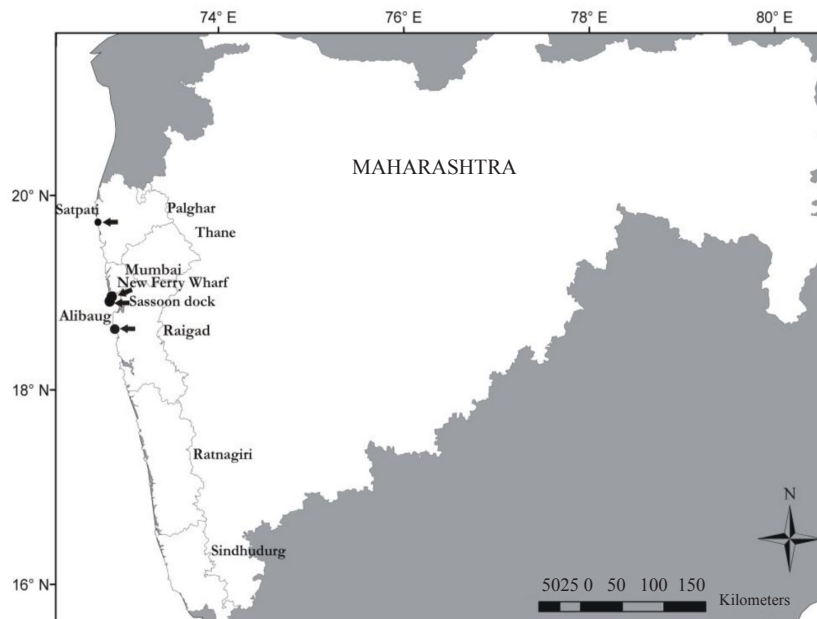 74° E 76° E 78° E 80° E
MAHARASHTRA
20° N
Satpati
Palghar
Thane
Mumbai
New Ferry Wharf
Sassoon dock
Alibaug
Raigad
18° N
Ratnagiri
N
Sindhudurg
16° N
5025 0 50 100 150
Kilometers